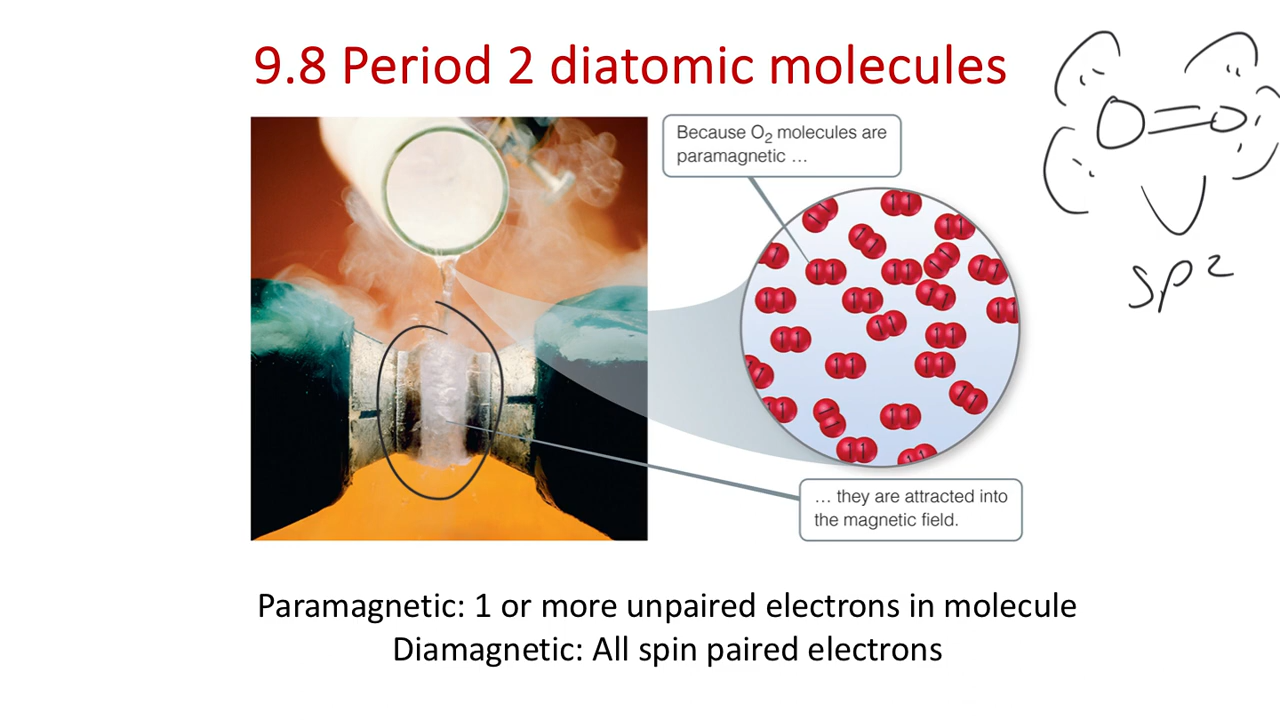 9.8 Period 2 diatomic molecules
Because O₂ molecules are
paramagnetic ...
O=O
sp²
... they are attracted into
the magnetic field.
Paramagnetic: 1 or more unpaired electrons in molecule
Diamagnetic: All spin paired electrons